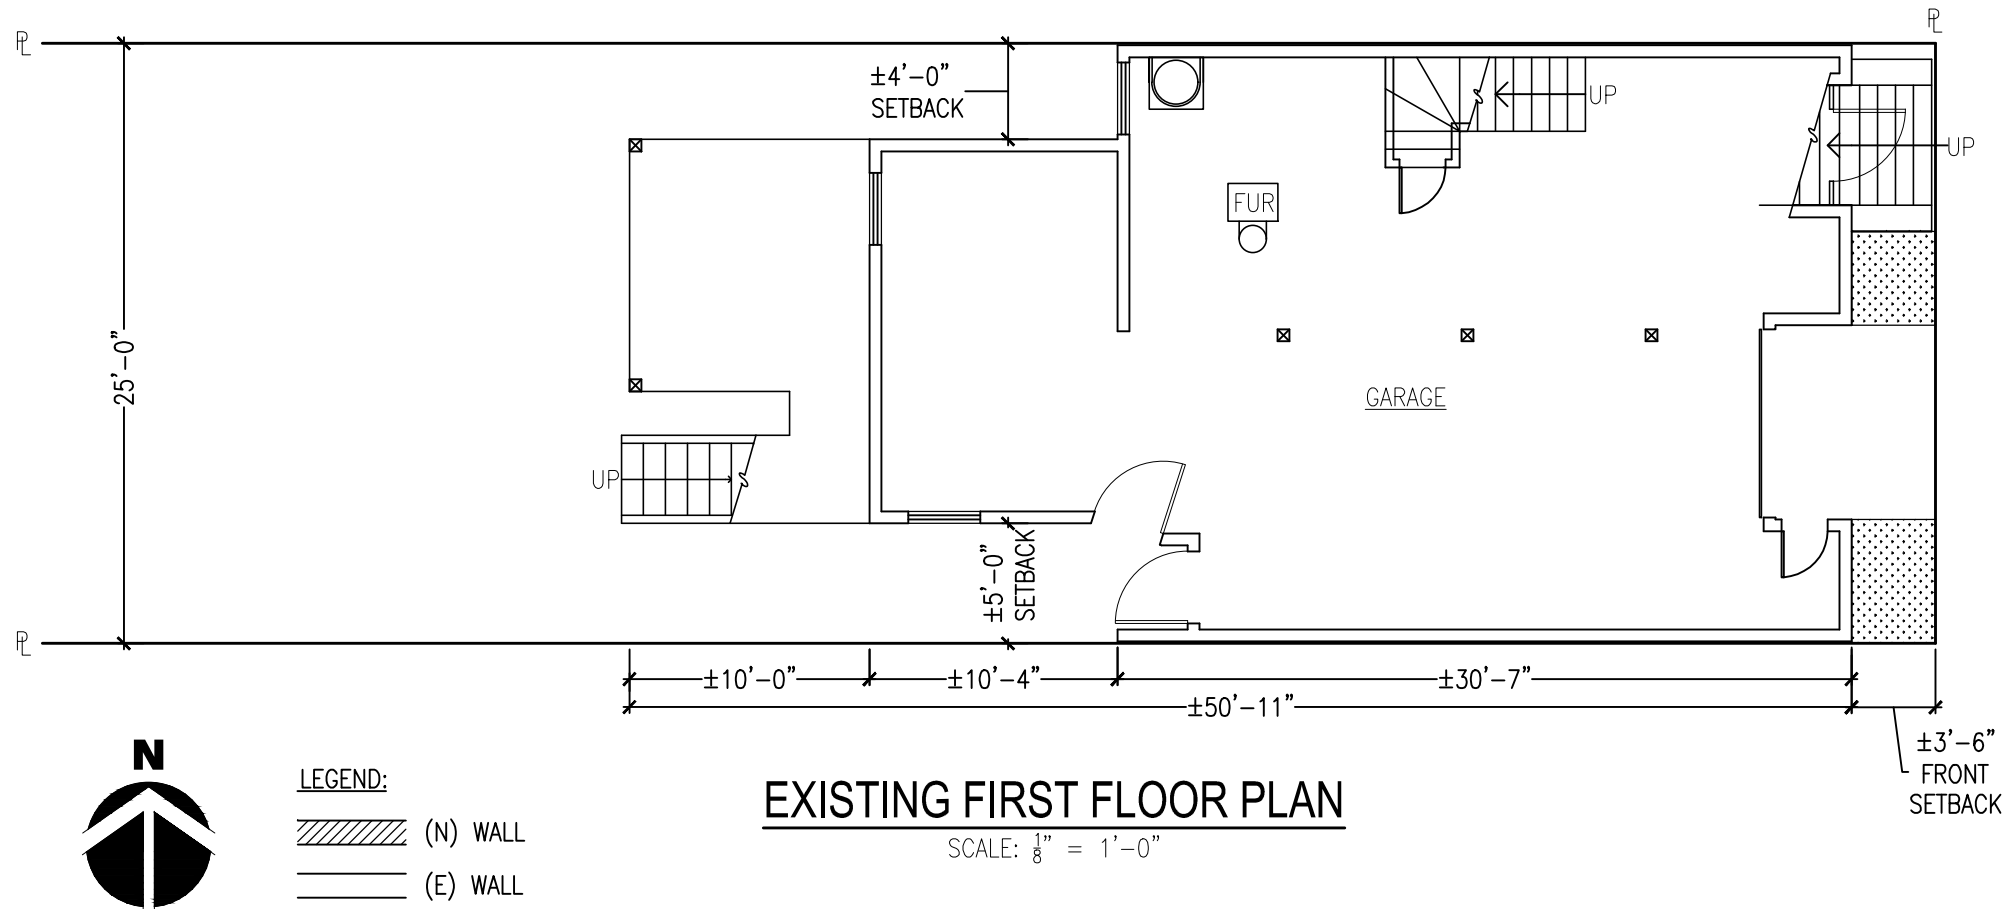 PL
PL
±4'-0"
SETBACK
UP
UP
FUR
25'-0"
GARAGE
UP
±5'-0"
SETBACK
PL
±10'-0"
±10'-4"
±30'-7"
±50'-11"
±3'-6"
FRONT
SETBACK
N
LEGEND:
(N) WALL
(E) WALL
EXISTING FIRST FLOOR PLAN
SCALE: 1/8" = 1'-0"